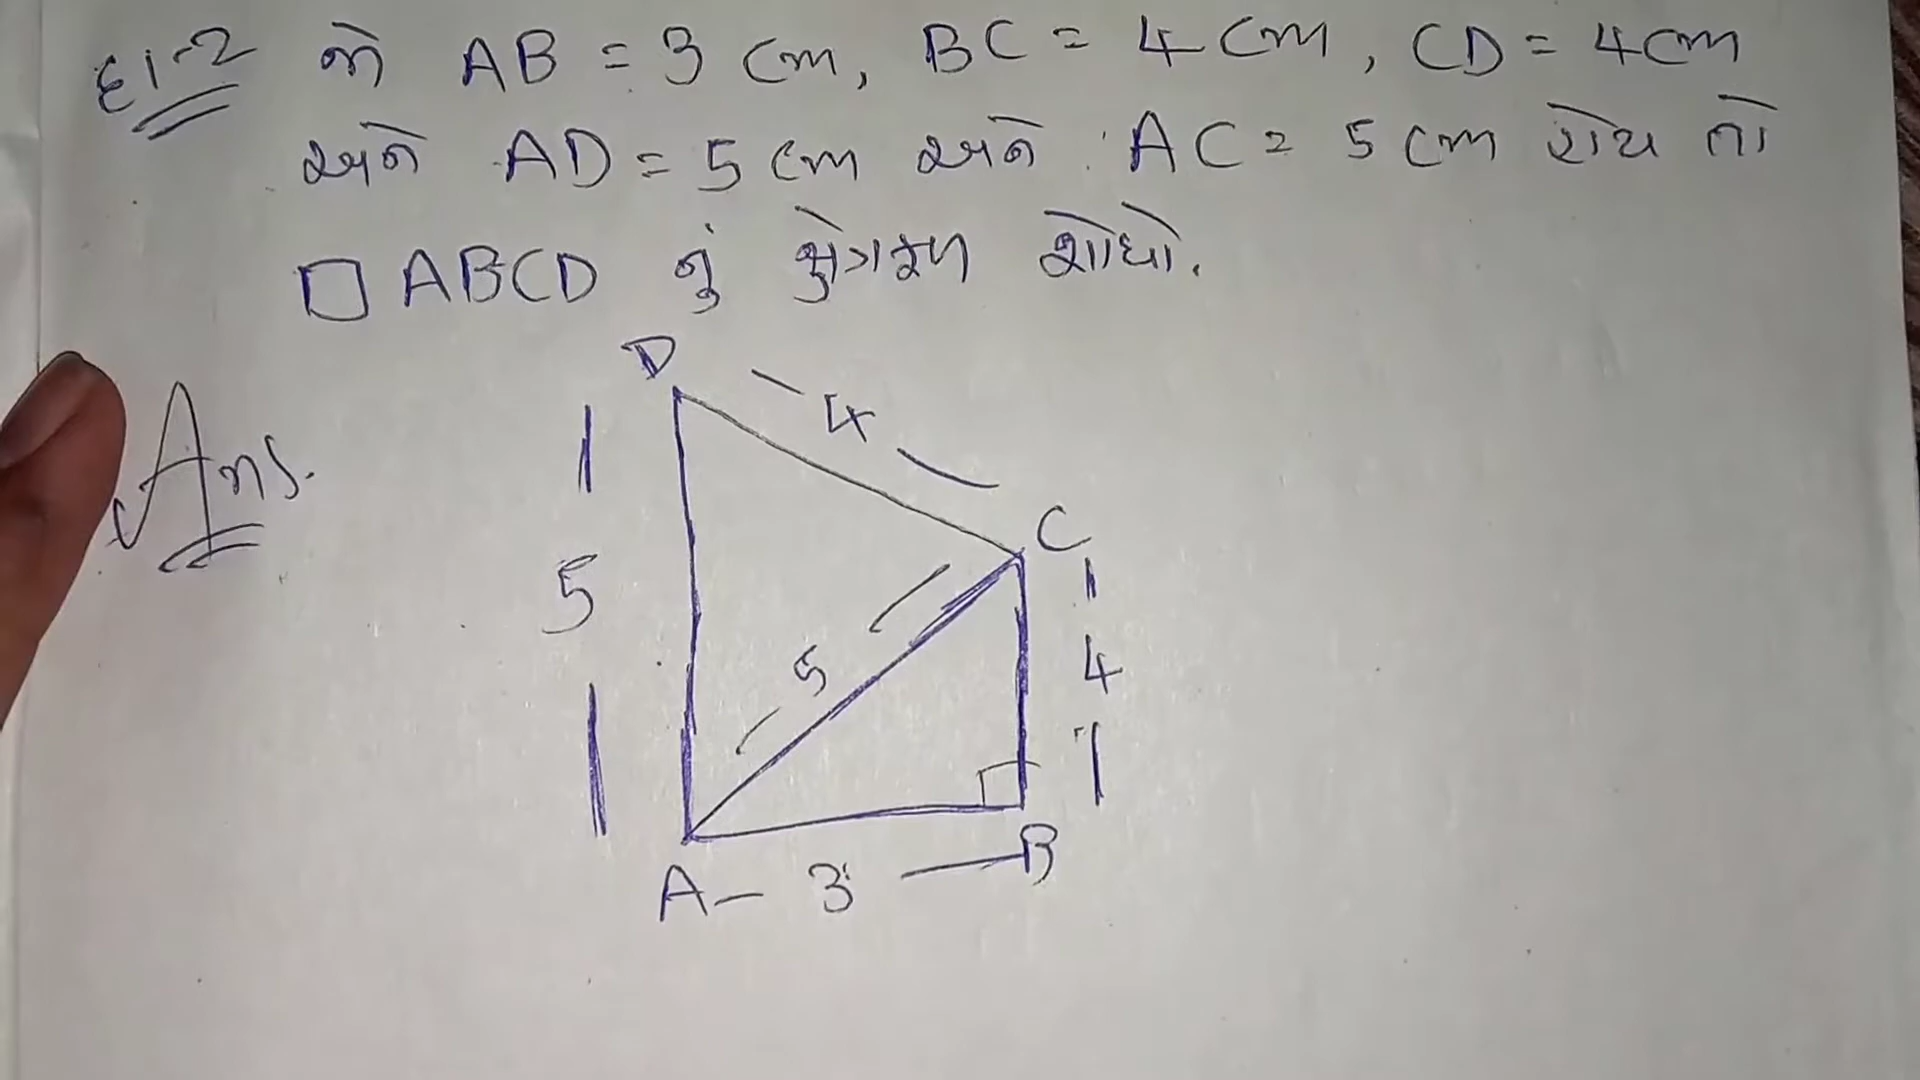 દા-2 જો AB = 3 cm, BC = 4 cm, CD = 4 cm
અને AD = 5 cm અને AC = 5 cm હોય તો
□ ABCD નું ક્ષેત્રફળ શોધો.
Ans.
D
4
C
5
5
4
A 3 B